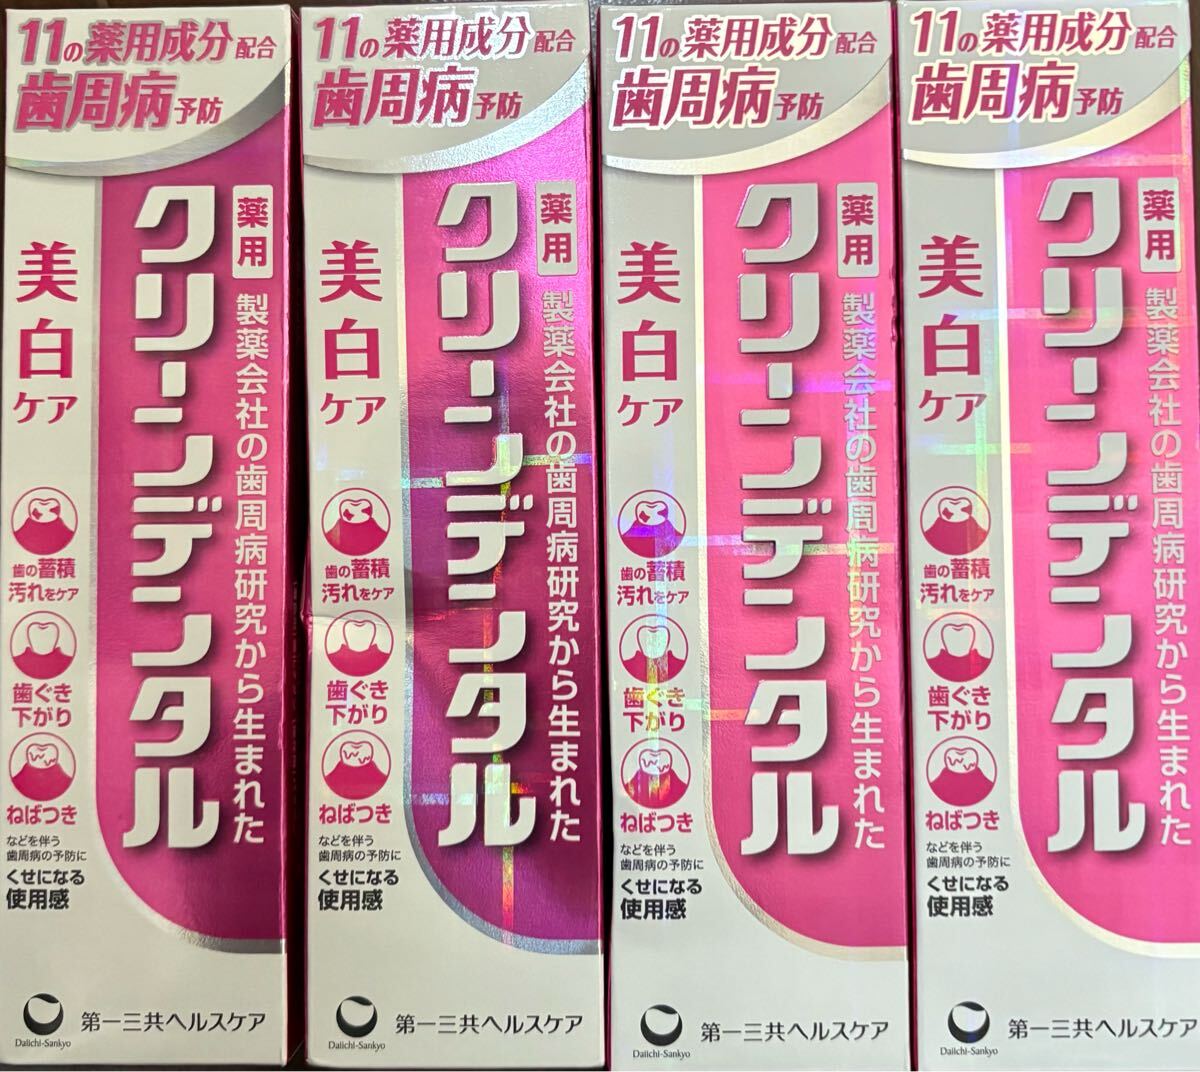 11の薬用成分配合
歯周病予防
薬用
クリーンデンタル
製薬会社の歯周病研究から生まれた
美白ケア
歯の蓄積
汚れをケア
歯ぐき
下がり
ねばつき
などを伴う
歯周病の予防に
くせになる
使用感
Daiichi-Sankyo
第一三共ヘルスケア
11の薬用成分配合
歯周病予防
薬用
クリーンデンタル
製薬会社の歯周病研究から生まれた
美白ケア
歯の蓄積
汚れをケア
歯ぐき
下がり
ねばつき
などを伴う
歯周病の予防に
くせになる
使用感
Daiichi-Sankyo
第一三共ヘルスケア
11の薬用成分配合
歯周病予防
薬用
クリーンデンタル
製薬会社の歯周病研究から生まれた
美白ケア
歯の蓄積
汚れをケア
歯ぐき
下がり
ねばつき
などを伴う
歯周病の予防に
くせになる
使用感
Daiichi-Sankyo
第一三共ヘルスケア
11の薬用成分配合
歯周病予防
薬用
クリーンデンタル
製薬会社の歯周病研究から生まれた
美白ケア
歯の蓄積
汚れをケア
歯ぐき
下がり
ねばつき
などを伴う
歯周病の予防に
くせになる
使用感
Daiichi-Sankyo
第一三共ヘルスケア